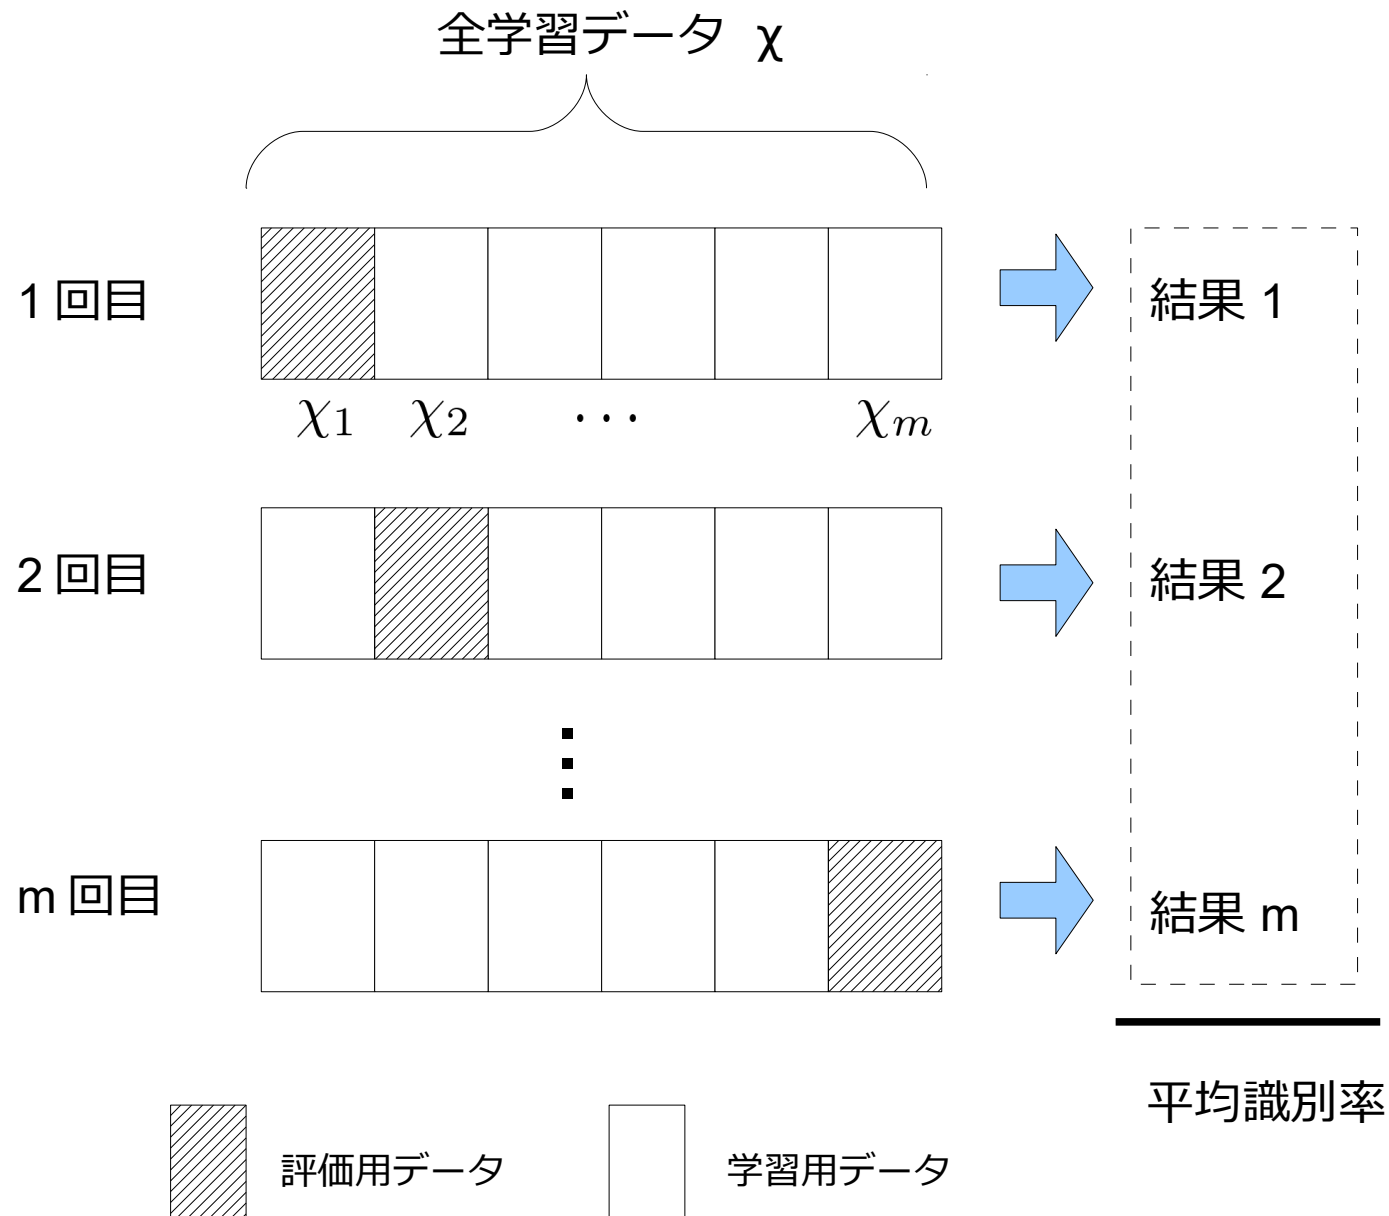 全学習データ χ
1 回目
結果 1
χ1 χ2 ··· χm
2 回目
結果 2
m 回目
結果 m
平均識別率
評価用データ
学習用データ